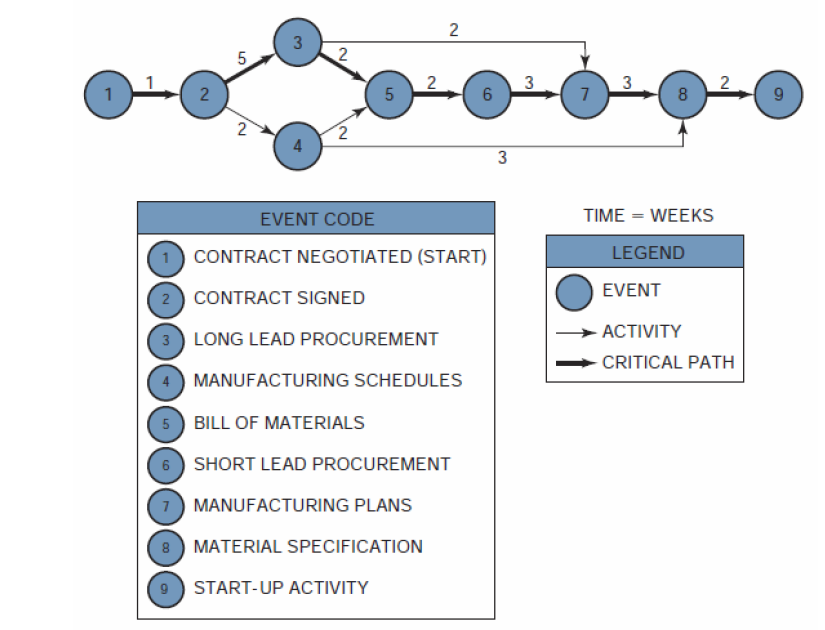 2
3
5
2
1
1
2
5
2
6
3
7
3
8
2
9
2
4
2
3
EVENT CODE
1 CONTRACT NEGOTIATED (START)
2 CONTRACT SIGNED
3 LONG LEAD PROCUREMENT
4 MANUFACTURING SCHEDULES
5 BILL OF MATERIALS
6 SHORT LEAD PROCUREMENT
7 MANUFACTURING PLANS
8 MATERIAL SPECIFICATION
9 START-UP ACTIVITY
TIME = WEEKS
LEGEND
EVENT
ACTIVITY
CRITICAL PATH